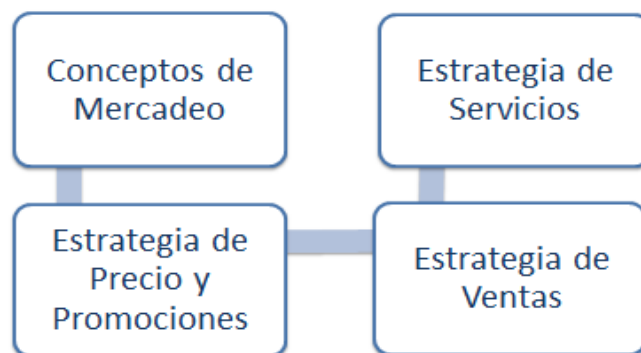 Conceptos de
Mercadeo
Estrategia de
Precio y
Promociones
Estrategia de
Ventas
Estrategia de
Servicios